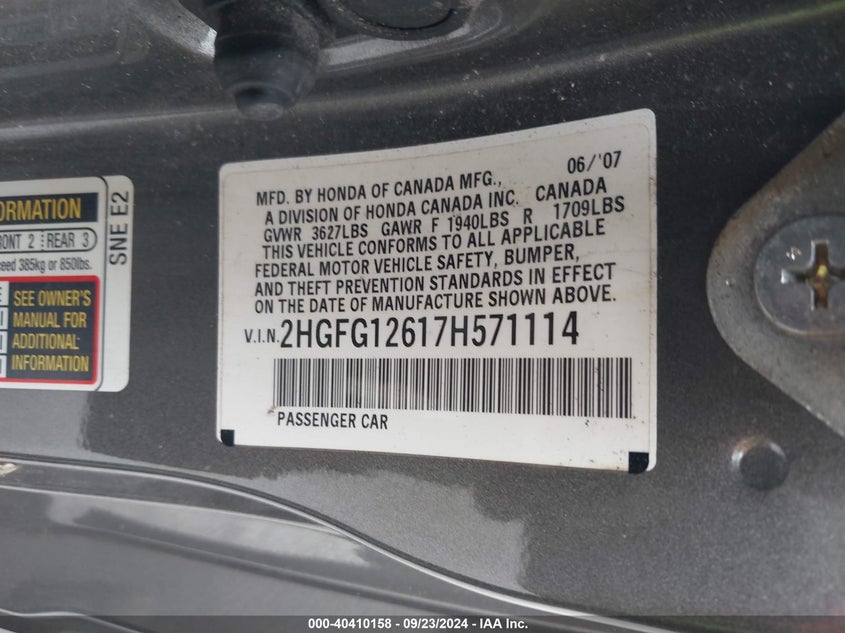 ORMATION
RONT 2 REAR 3
ceed 385kg or 850lbs.
SEE OWNER'S
MANUAL FOR
ADDITIONAL
INFORMATION
SNE E2
06/'07
MFD. BY HONDA OF CANADA MFG.,
A DIVISION OF HONDA CANADA INC. CANADA
GVWR 3627LBS GAWR F 1940LBS R 1709LBS
THIS VEHICLE CONFORMS TO ALL APPLICABLE
FEDERAL MOTOR VEHICLE SAFETY, BUMPER,
AND THEFT PREVENTION STANDARDS IN EFFECT
ON THE DATE OF MANUFACTURE SHOWN ABOVE.
V.I.N. 2HGFG12617H571114
PASSENGER CAR
000-40410158 - 09/23/2024 - IAA Inc.